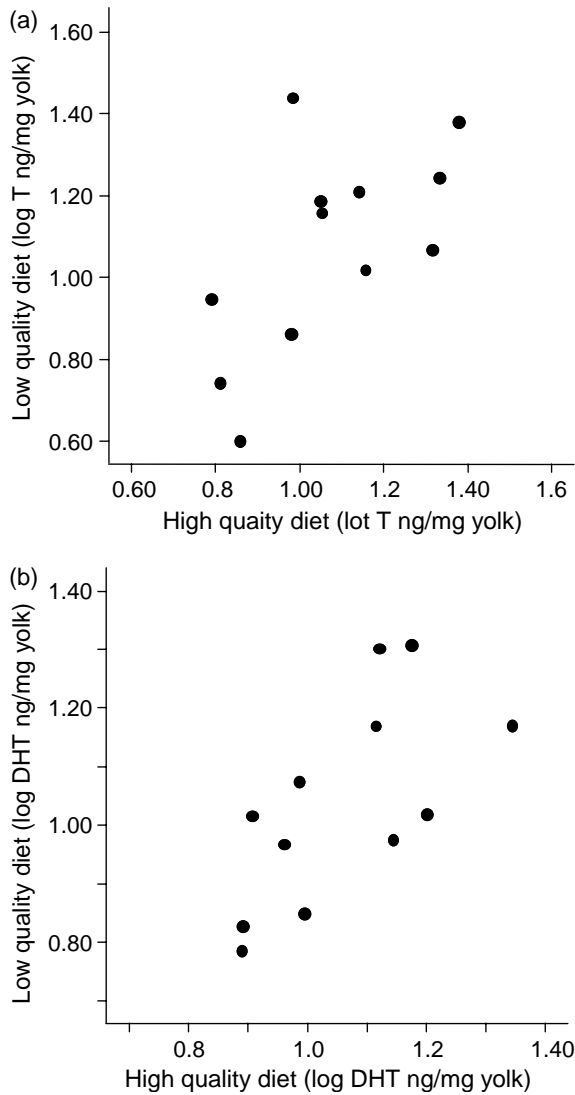 (a)
1.60
1.40
1.20
1.00
0.80
0.60
Low quality diet (log T ng/mg yolk)
0.60 0.8 1.00 1.2 1.40 1.6
High quaity diet (lot T ng/mg yolk)
(b)
1.40
1.20
1.00
0.80
Low quality diet (log DHT ng/mg yolk)
0.8 1.0 1.2 1.40
High quality diet (log DHT ng/mg yolk)